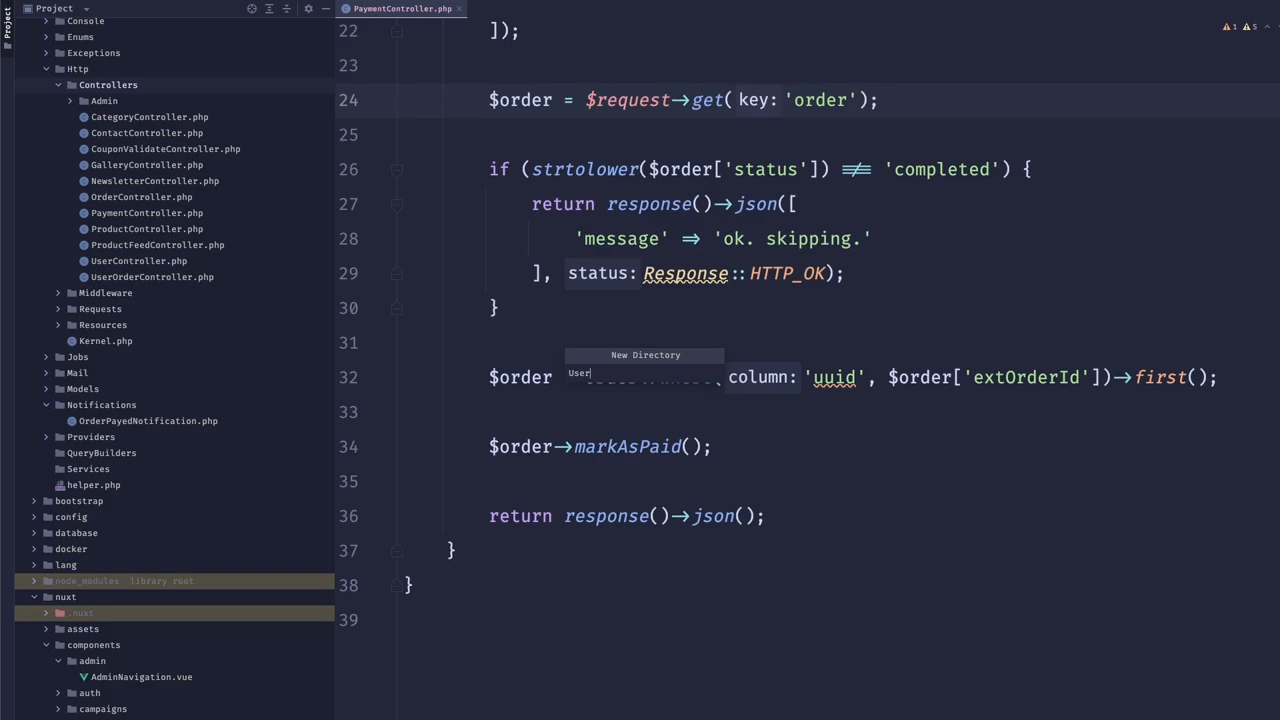 Project
Project
PaymentController.php
Console
Enums
Exceptions
Http
Controllers
Admin
CategoryController.php
ContactController.php
CouponValidateController.php
GalleryController.php
NewsletterController.php
OrderController.php
PaymentController.php
ProductController.php
ProductFeedController.php
UserController.php
UserOrderController.php
Middleware
Requests
Resources
Kernel.php
Jobs
Mail
Models
Notifications
OrderPayedNotification.php
Providers
QueryBuilders
Services
helper.php
bootstrap
config
database
docker
lang
node_modules library root
nuxt
.nuxt
assets
components
admin
AdminNavigation.vue
auth
campaigns
1 5
22 ]);
23
24 $order = $request->get( key: 'order');
25
26 if (strtolower($order['status']) !== 'completed') {
27 return response()->json([
28 'message' => 'ok. skipping.'
29 ], status: Response::HTTP_OK);
30 }
31
New Directory
User
32 $order column: 'uuid', $order['extOrderId'])->first();
33
34 $order->markAsPaid();
35
36 return response()->json();
37 }
38 }
39